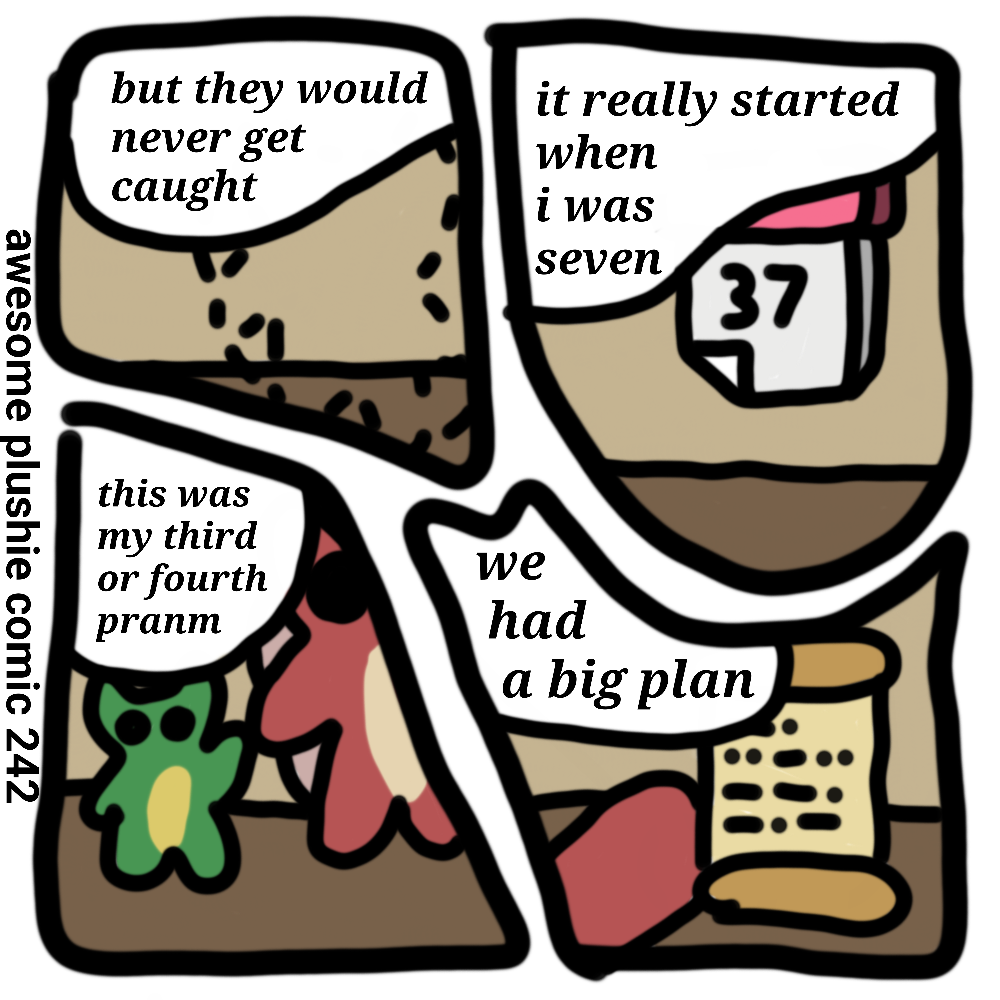 but they would
never get
caught
it really started
when
i was
seven
37
this was
my third
or fourth
pranm
we
had
a big plan
awesome plushie comic 242